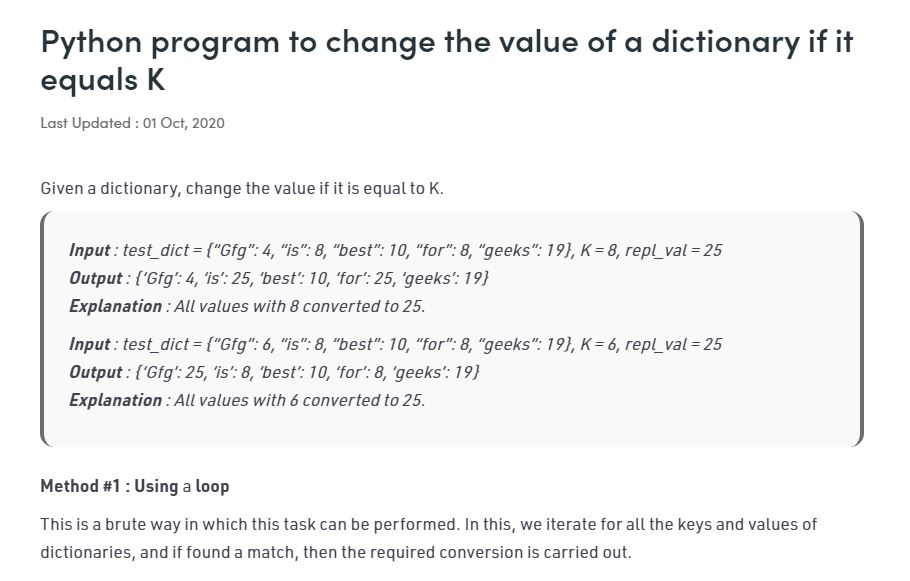 Python program to change the value of a dictionary if it
equals K
Last Updated : 01 Oct, 2020
Given a dictionary, change the value if it is equal to K.
Input : test_dict = {“Gfg”: 4, “is”: 8, “best”: 10, “for”: 8, “geeks”: 19}, K = 8, repl_val = 25
Output : {‘Gfg’: 4, ‘is’: 25, ‘best’: 10, ‘for’: 25, ‘geeks’: 19}
Explanation : All values with 8 converted to 25.
Input : test_dict = {“Gfg”: 6, “is”: 8, “best”: 10, “for”: 8, “geeks”: 19}, K = 6, repl_val = 25
Output : {‘Gfg’: 25, ‘is’: 8, ‘best’: 10, ‘for’: 8, ‘geeks’: 19}
Explanation : All values with 6 converted to 25.
Method #1 : Using a loop
This is a brute way in which this task can be performed. In this, we iterate for all the keys and values of
dictionaries, and if found a match, then the required conversion is carried out.